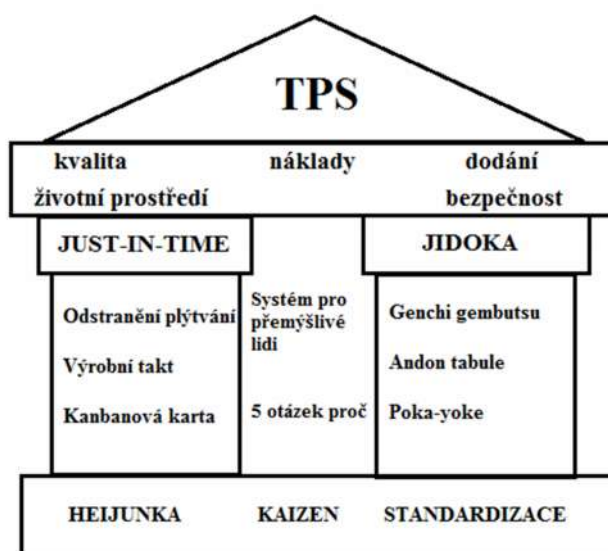 TPS
kvalita náklady dodání
životní prostředí bezpečnost
JUST-IN-TIME
JIDOKA
Odstranění plýtvání
Výrobní takt
Kanbanová karta
Systém pro
přemýšlivé
lidi
5 otázek proč
Genchi gembutsu
Andon tabule
Poka-yoke
HEIJUNKA KAIZEN STANDARDIZACE